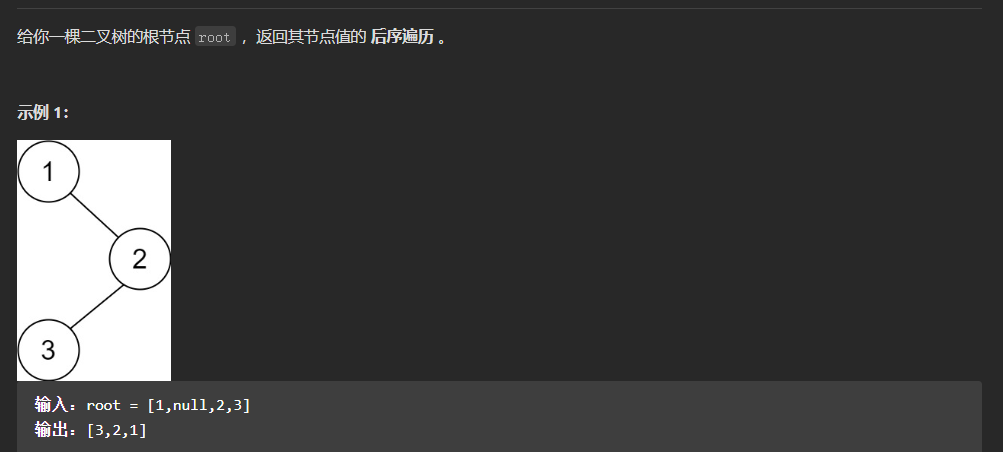 给你一棵二叉树的根节点 root ，返回其节点值的 后序遍历 。
示例 1：
1
2
3
输入：root = [1,null,2,3]
输出：[3,2,1]